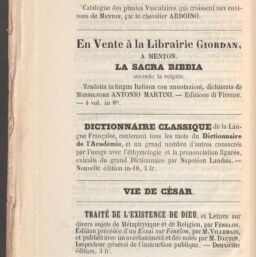 Catalogue des plantes Vasculaires qui croissent aux envi-
rons de MENTON, par le chevalier ARDOINO.
En Vente à la Librairie GIORDAN,
A MENTON.
LA SACRA BIBBIA
secondo la volgata.
Tradotta in lingua Italiana con annotazioni, dichiarata da
MONSIGNORE ANTONIO MARTINI. — Edizione di Firenze.
— 4 vol. in 8°.
DICTIONNAIRE CLASSIQUE de la Lan-
gue Française, contenant tous les mots du Dictionnaire
de l'Académie, et un grand nombre d'autres consacrés
par l'usage avec l'éthymologie et la prononciation figurée,
extraits du grand Dictionnaire par Napoléon Landais. —
Nouvelle édition in-18, 3 fr.
VIE DE CÉSAR.
TRAITÉ DE L'EXISTENCE DE DIEU, et Lettres sur
divers sujets de Métaphysique et de Religion, par FENELON.
Édition précédée d'un Essai sur Fénelon, par M. VILLEMAIN,
et publiée avec un avertissement et des notes par M. DANTON,
Inspecteur général de l'instruction publique. — Deuxième
édition, 3 fr.